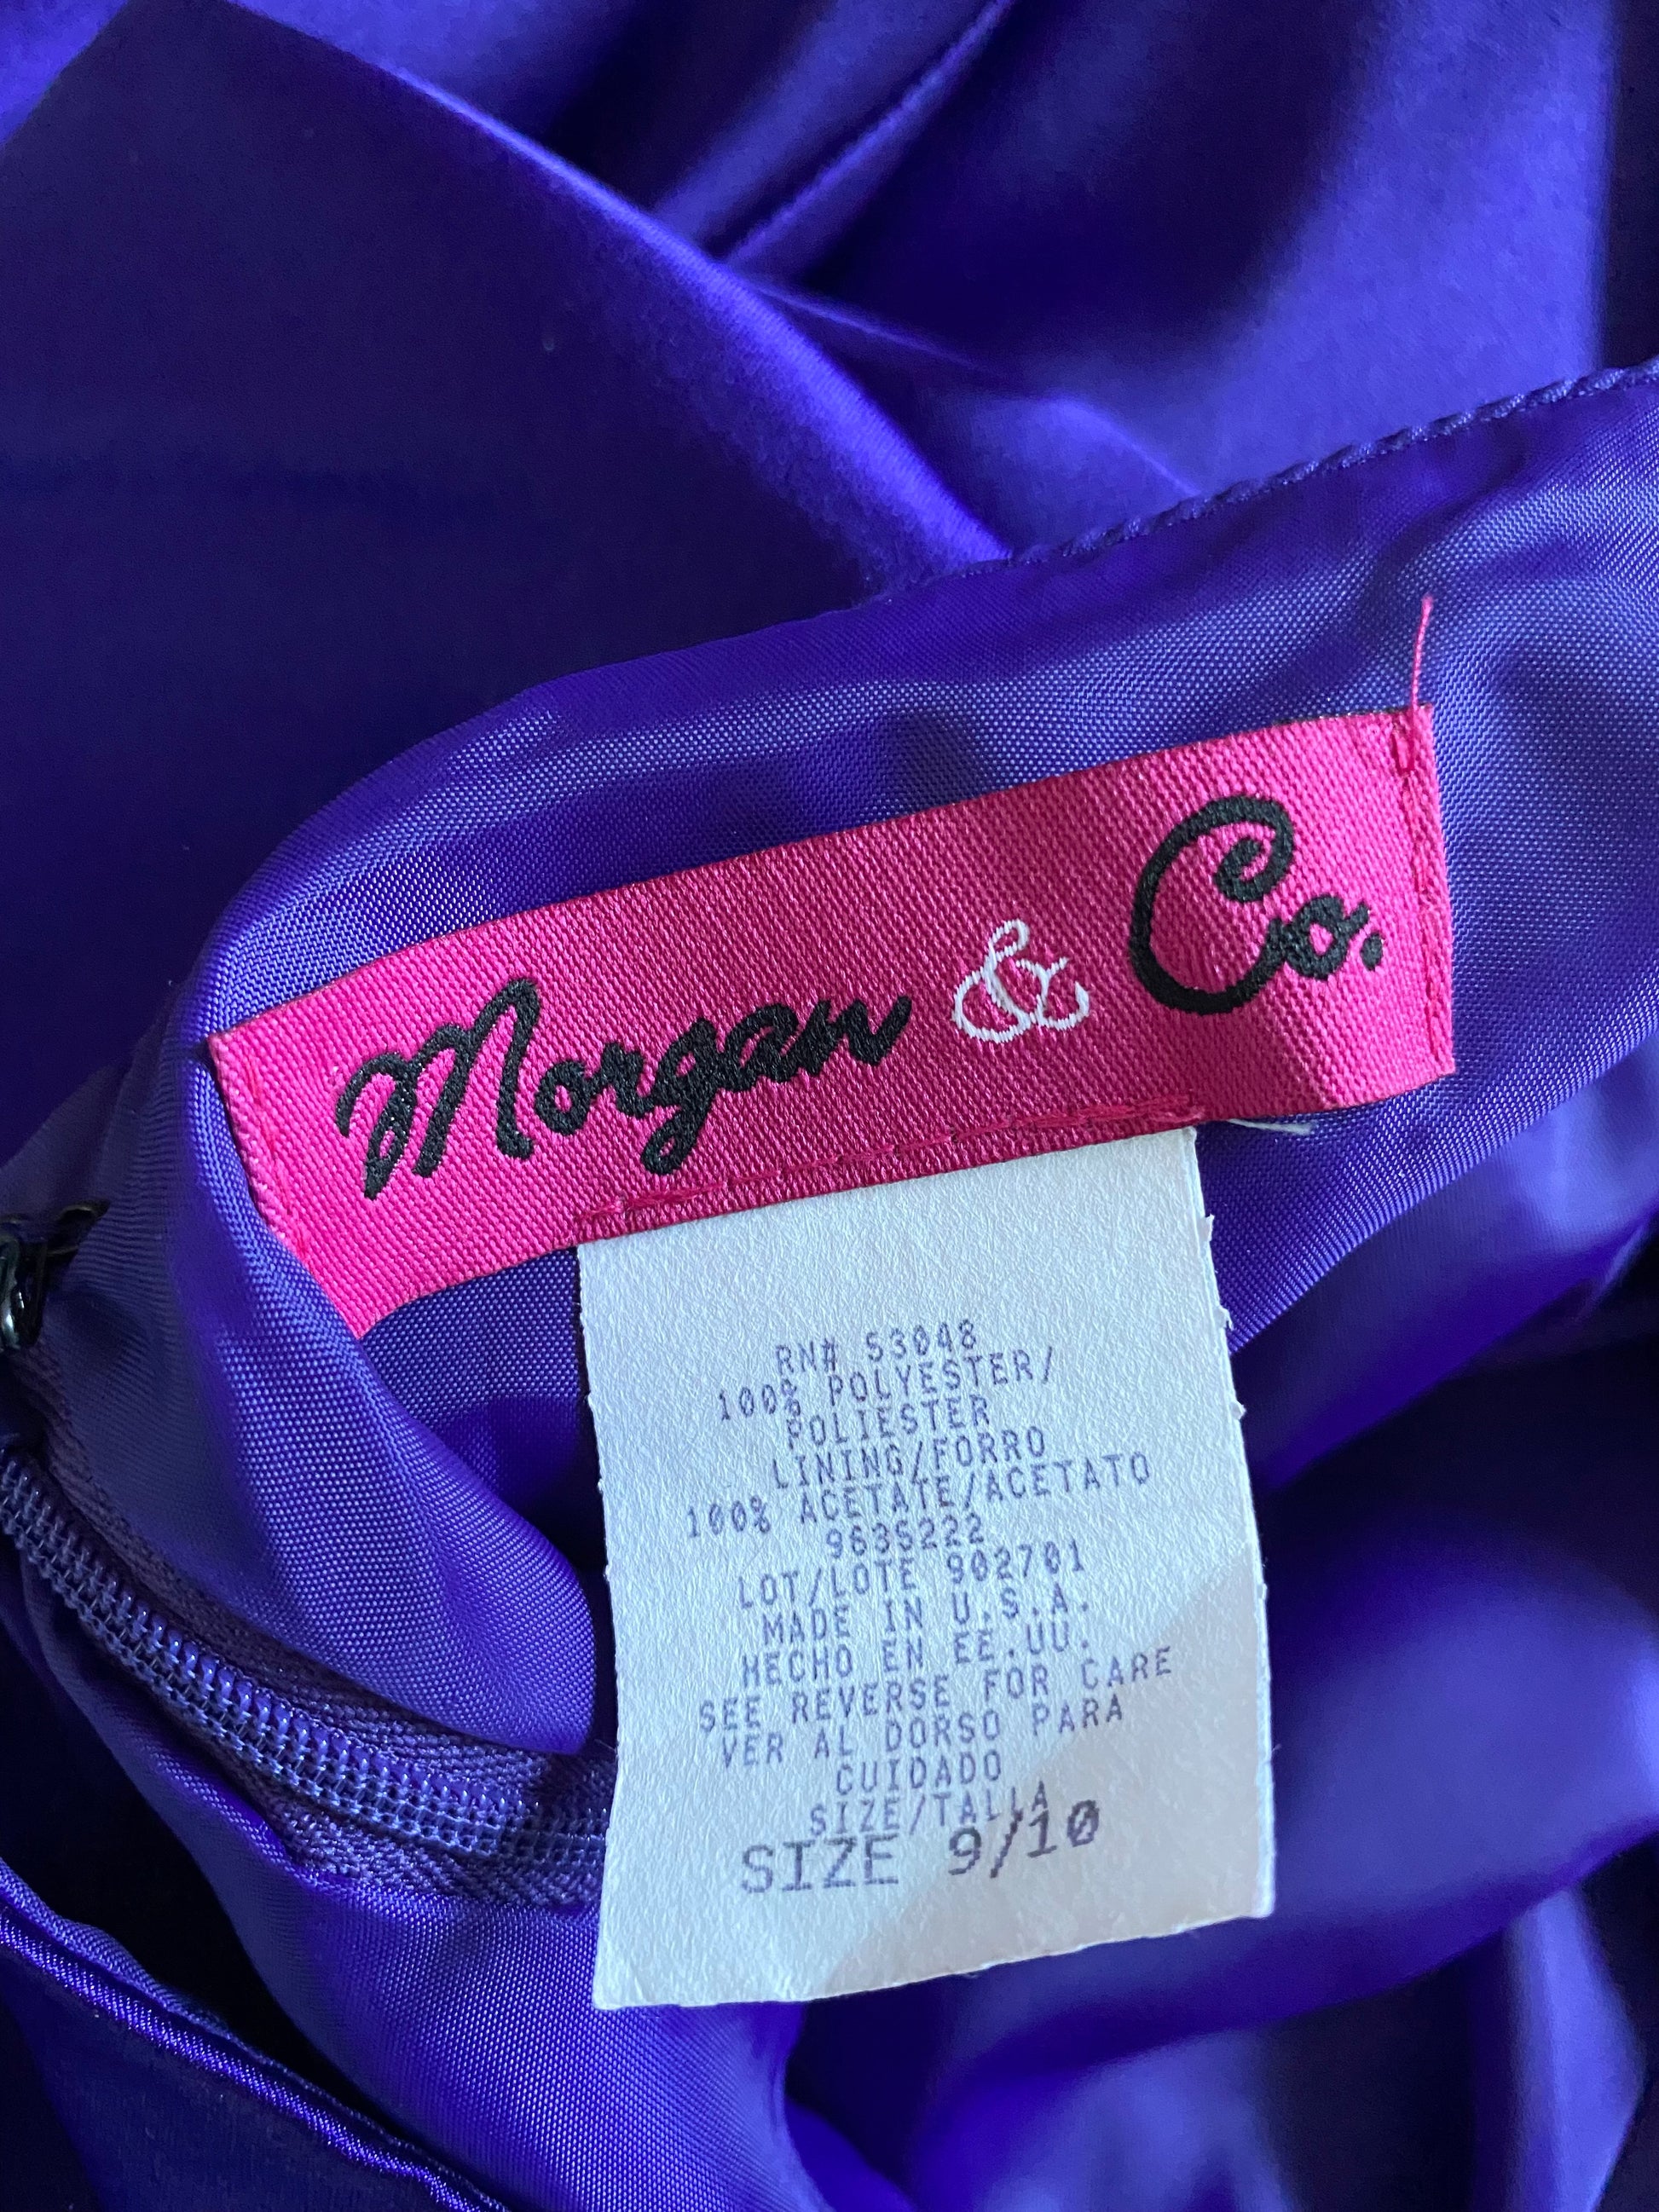 Morgan & Co.
RN# 53048
100% POLYESTER/
POLIESTER
LINING/FORRO
100% ACETATE/ACETATO
963S222
LOT/LOTE 902701
MADE IN U.S.A.
HECHO EN EE.UU.
SEE REVERSE FOR CARE
VER AL DORSO PARA
CUIDADO
SIZE/TALLA
SIZE 9/10